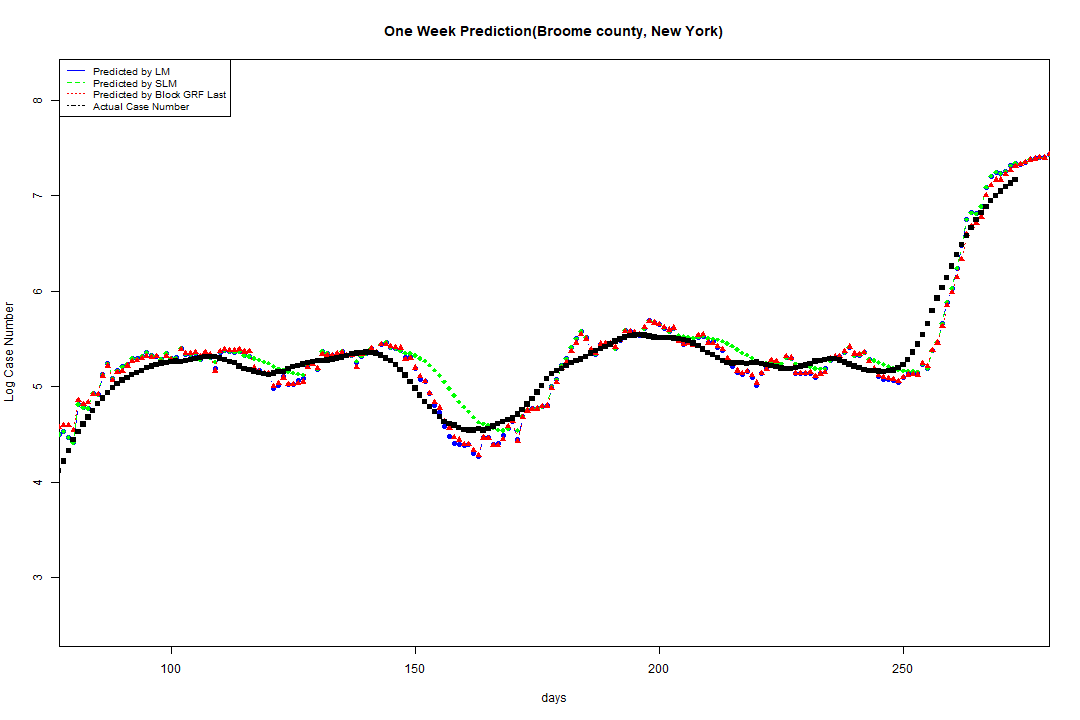 One Week Prediction(Broome county, New York)
Predicted by LM
Predicted by SLM
Predicted by Block GRF Last
Actual Case Number
8
7
6
5
4
3
Log Case Number
100 150 200 250
days